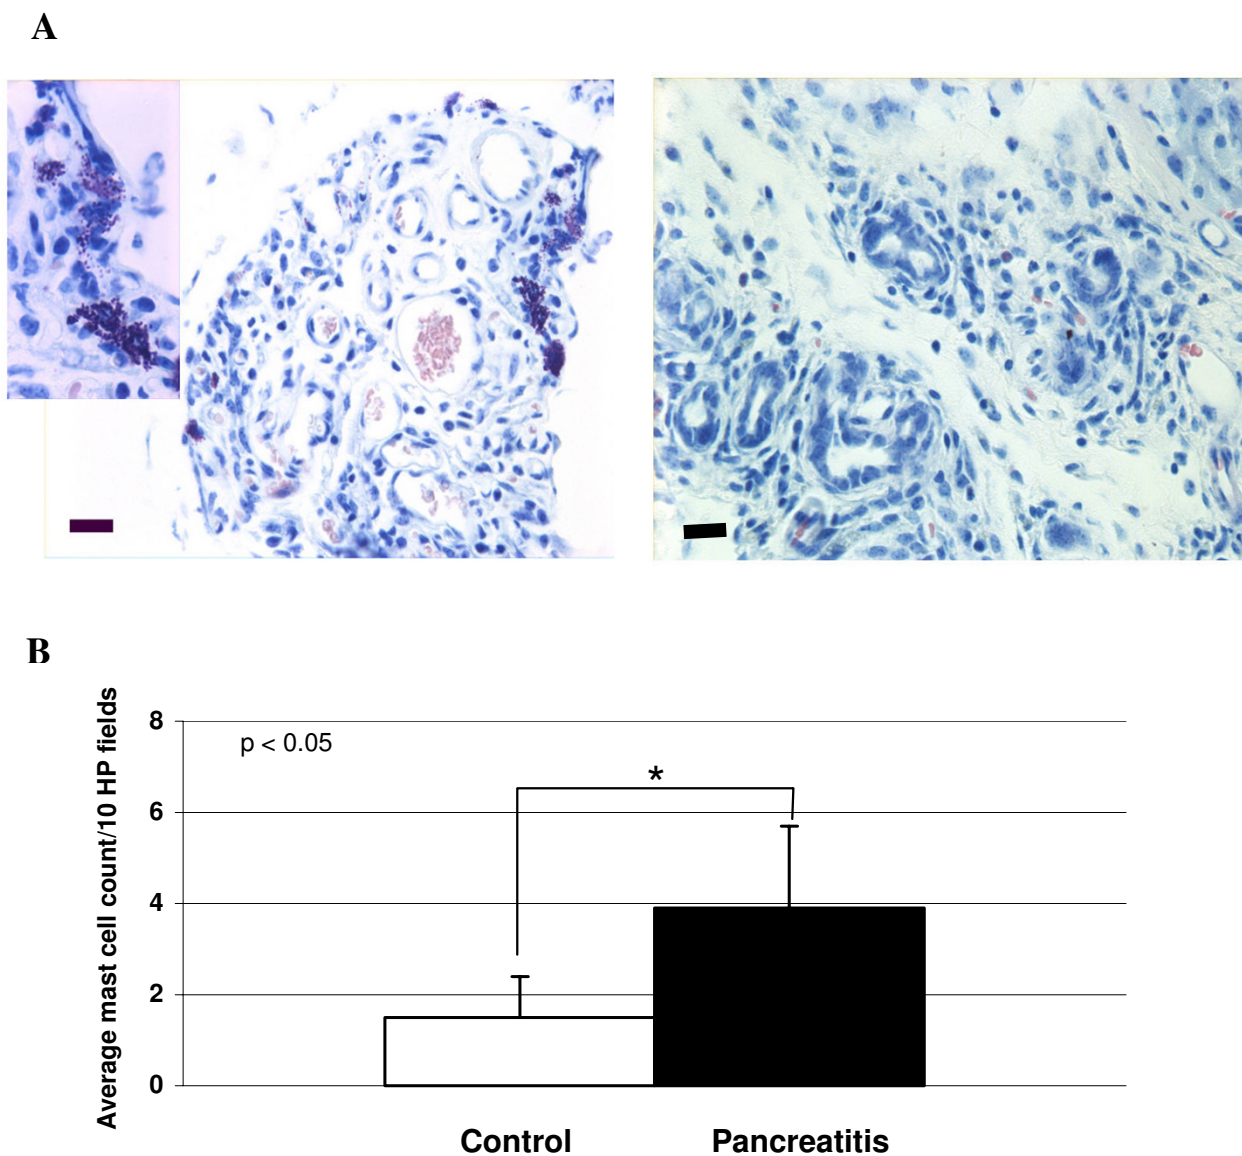 A
B
Average mast cell count/10 HP fields
8
p < 0.05
*
6
4
2
0
Control Pancreatitis